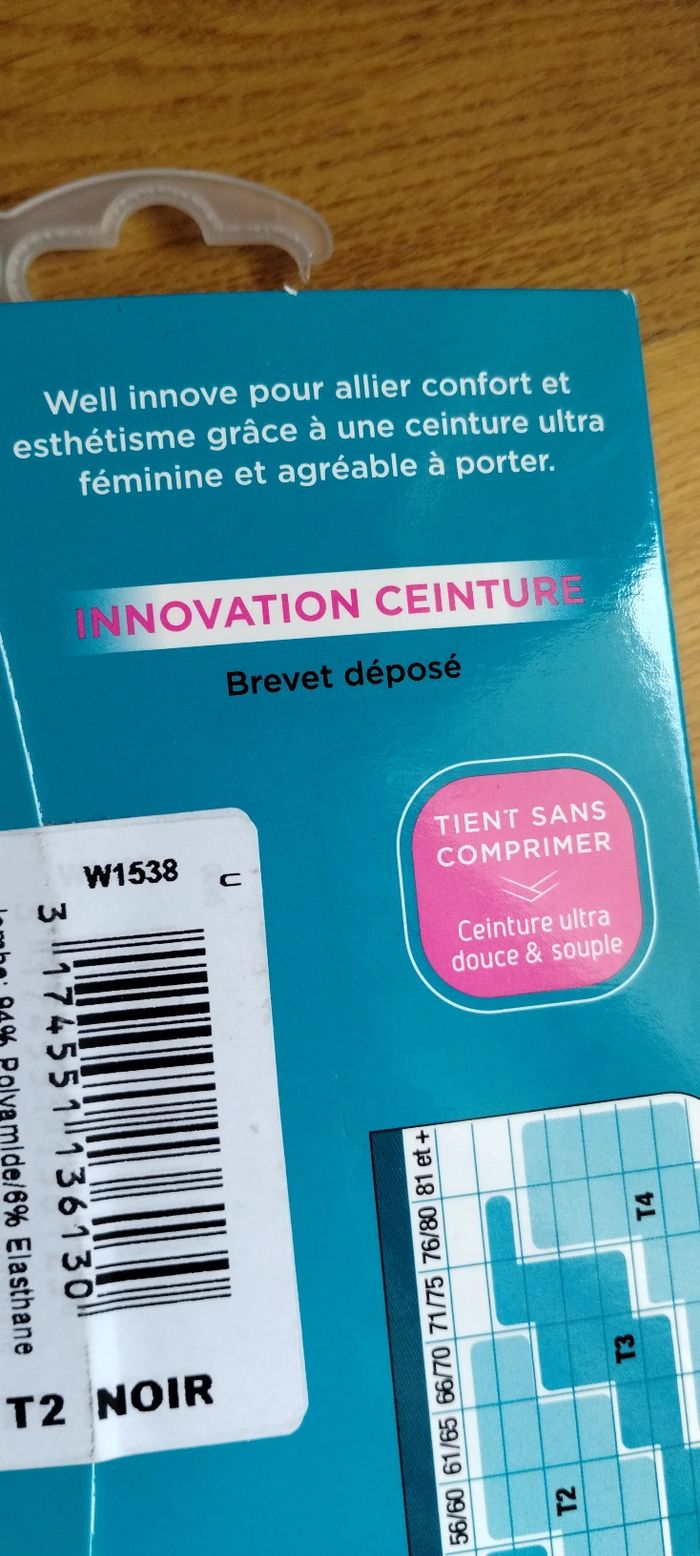 Well innove pour allier confort et
esthétisme grâce à une ceinture ultra
féminine et agréable à porter.
INNOVATION CEINTURE
Brevet déposé
TIENT SANS
COMPRIMER
Ceinture ultra
douce & souple
W1538
U
3 174551 136130
94% Polyamide/6% Elasthane
T2 NOIR
81 et +
76/80
71/75
66/70
61/65
56/60
T4
T3
T2